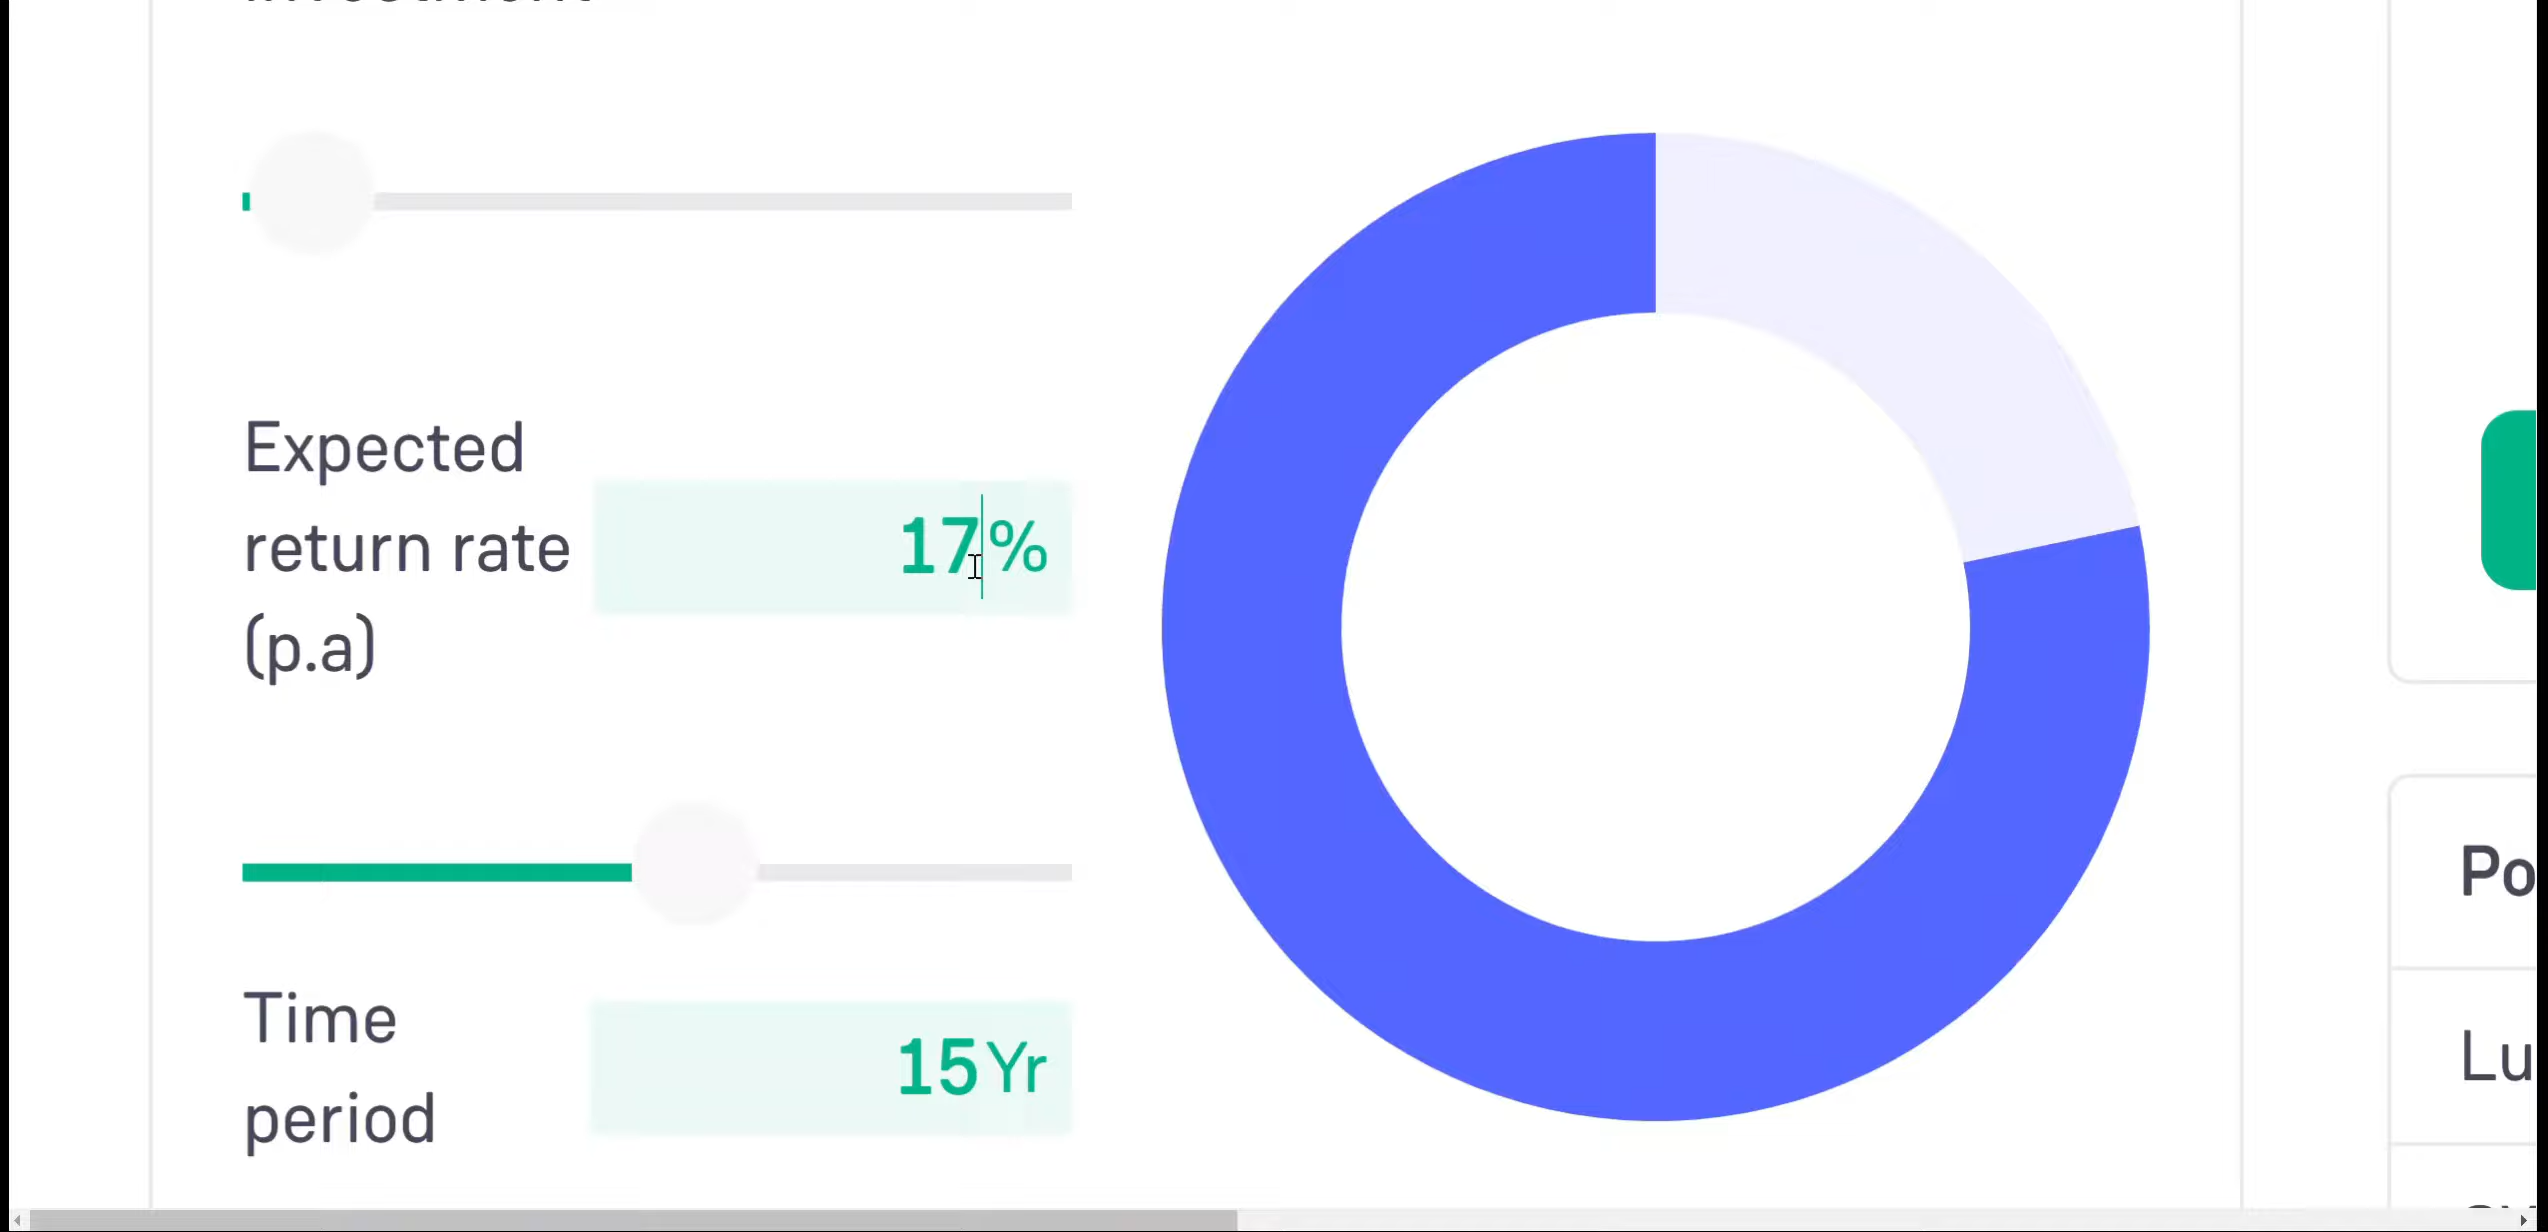 Expected
return rate
(p.a)
17%
Time
period
15Yr
Po
Lu